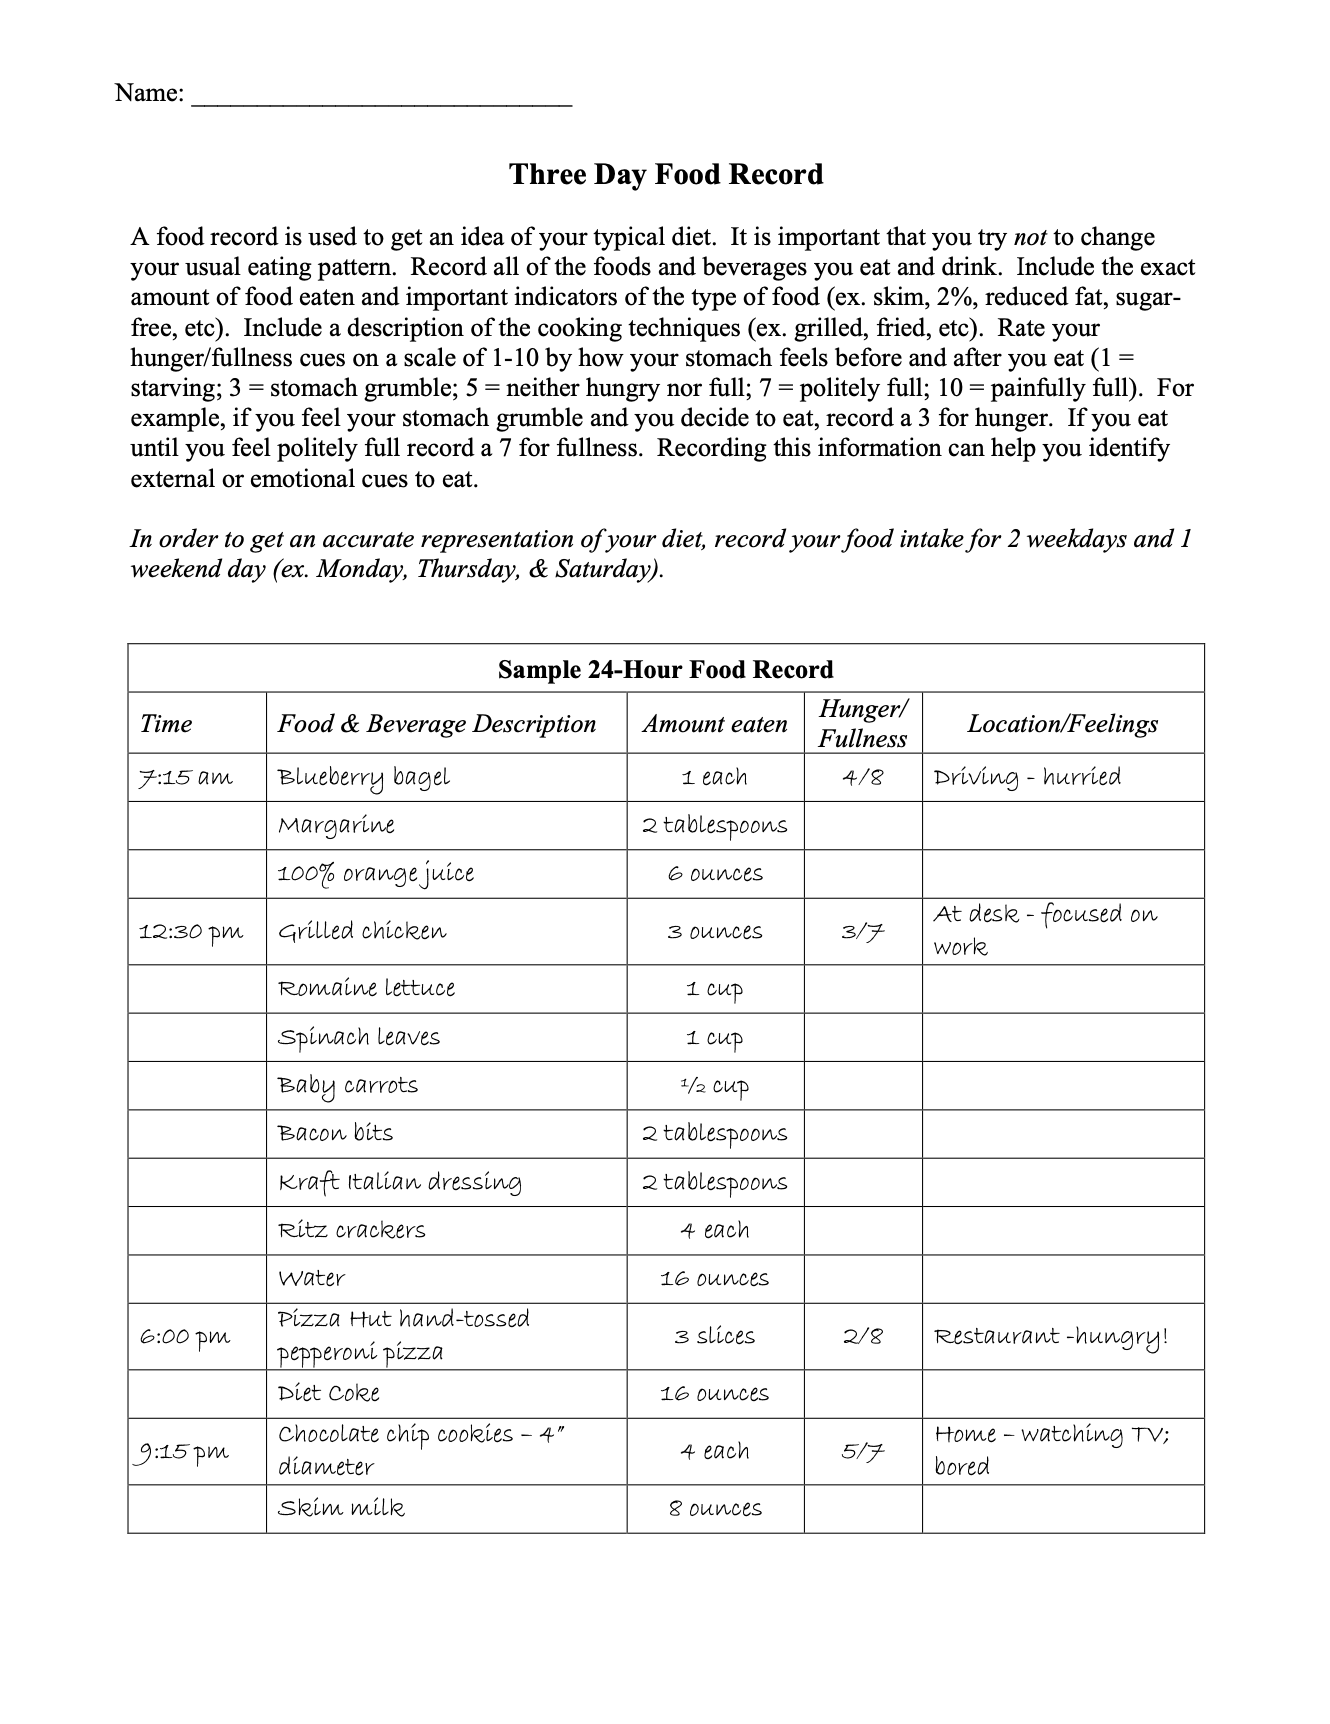 Name: ____________________________
Three Day Food Record
A food record is used to get an idea of your typical diet.  It is important that you try not to change
your usual eating pattern.  Record all of the foods and beverages you eat and drink.  Include the exact
amount of food eaten and important indicators of the type of food (ex. skim, 2%, reduced fat, sugar-
free, etc).  Include a description of the cooking techniques (ex. grilled, fried, etc).  Rate your
hunger/fullness cues on a scale of 1-10 by how your stomach feels before and after you eat (1 =
starving; 3 = stomach grumble; 5 = neither hungry nor full; 7 = politely full; 10 = painfully full).  For
example, if you feel your stomach grumble and you decide to eat, record a 3 for hunger.  If you eat
until you feel politely full record a 7 for fullness.  Recording this information can help you identify
external or emotional cues to eat.
In order to get an accurate representation of your diet, record your food intake for 2 weekdays and 1
weekend day (ex. Monday, Thursday, & Saturday).
Sample 24-Hour Food Record
Time Food & Beverage Description Amount eaten Hunger/
Fullness Location/Feelings
7:15 am Blueberry bagel 1 each 4/8 Driving - hurried
Margarine 2 tablespoons
100% orange juice 6 ounces
12:30 pm Grilled chicken 3 ounces 3/7 At desk - focused on
work
Romaine lettuce 1 cup
Spinach leaves 1 cup
Baby carrots 1/2 cup
Bacon bits 2 tablespoons
Kraft Italian dressing 2 tablespoons
Ritz crackers 4 each
Water 16 ounces
6:00 pm Pizza Hut hand-tossed
pepperoni pizza 3 slices 2/8 Restaurant -hungry!
Diet Coke 16 ounces
9:15 pm Chocolate chip cookies – 4"
diameter 4 each 5/7 Home – watching TV;
bored
Skim milk 8 ounces